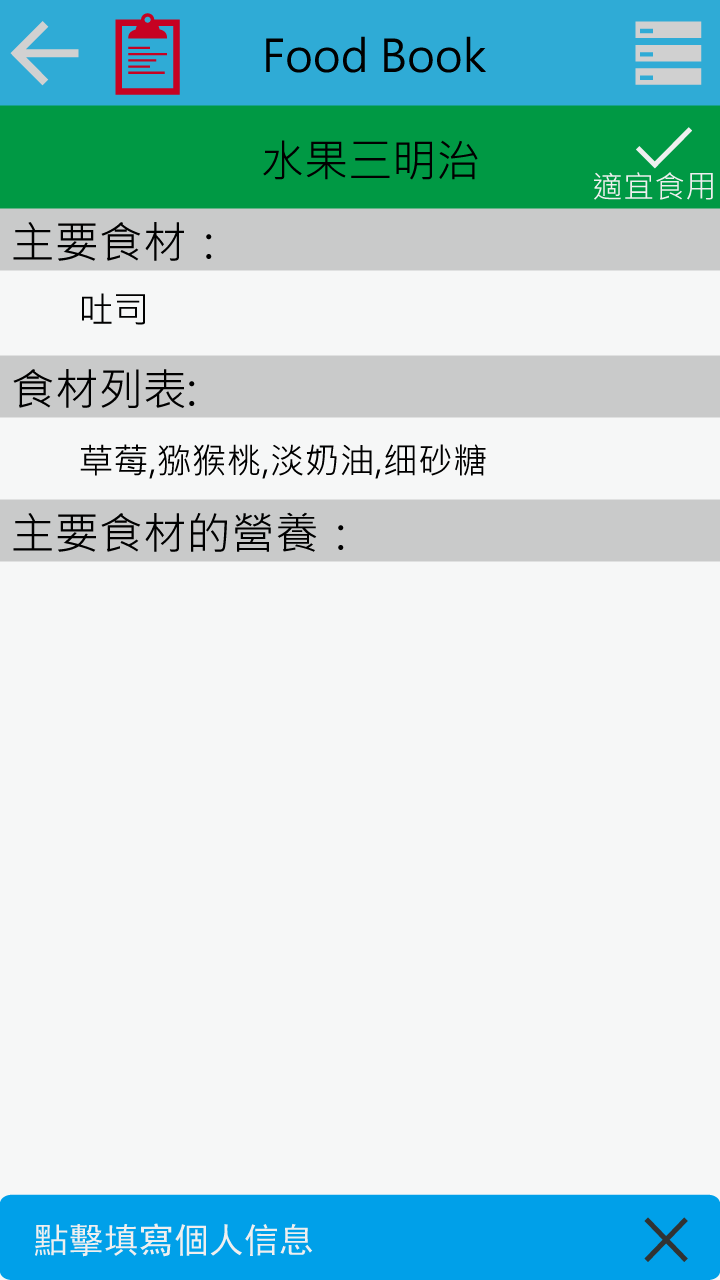 Food Book
水果三明治
適宜食用
主要食材：
吐司
食材列表:
草莓,猕猴桃,淡奶油,细砂糖
主要食材的營養：
點擊填寫個人信息